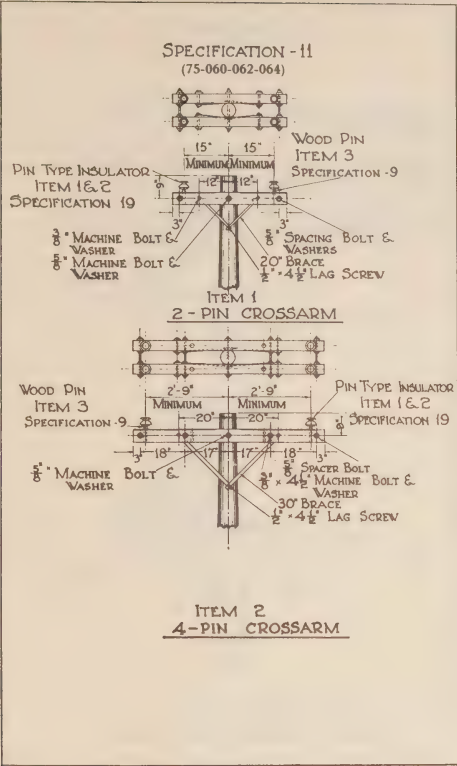 SPECIFICATION - 11
(75-060-062-064)
15" 15"
MINIMUM MINIMUM
WOOD PIN
ITEM 3
SPECIFICATION -9
PIN TYPE INSULATOR
ITEM 1 & 2
SPECIFICATION 19
9"
12" 12"
3" 3"
3/8" MACHINE BOLT &
WASHER
5/8" MACHINE BOLT &
WASHER
5/8" SPACING BOLT &
WASHERS
20" BRACE
1/2" × 4 1/2" LAG SCREW
ITEM 1
2 - PIN CROSSARM
WOOD PIN
ITEM 3
SPECIFICATION -9
2'-9" 2'-9"
MINIMUM MINIMUM
20" 20"
PIN TYPE INSULATOR
ITEM 1 & 2
SPECIFICATION 19
3" 18" 17" 17" 18" 3"
5/8" MACHINE BOLT &
WASHER
5/8" SPACER BOLT
3/8" × 4 1/2" MACHINE BOLT &
WASHER
30" BRACE
1/2" × 4 1/2" LAG SCREW
ITEM 2
4-PIN CROSSARM